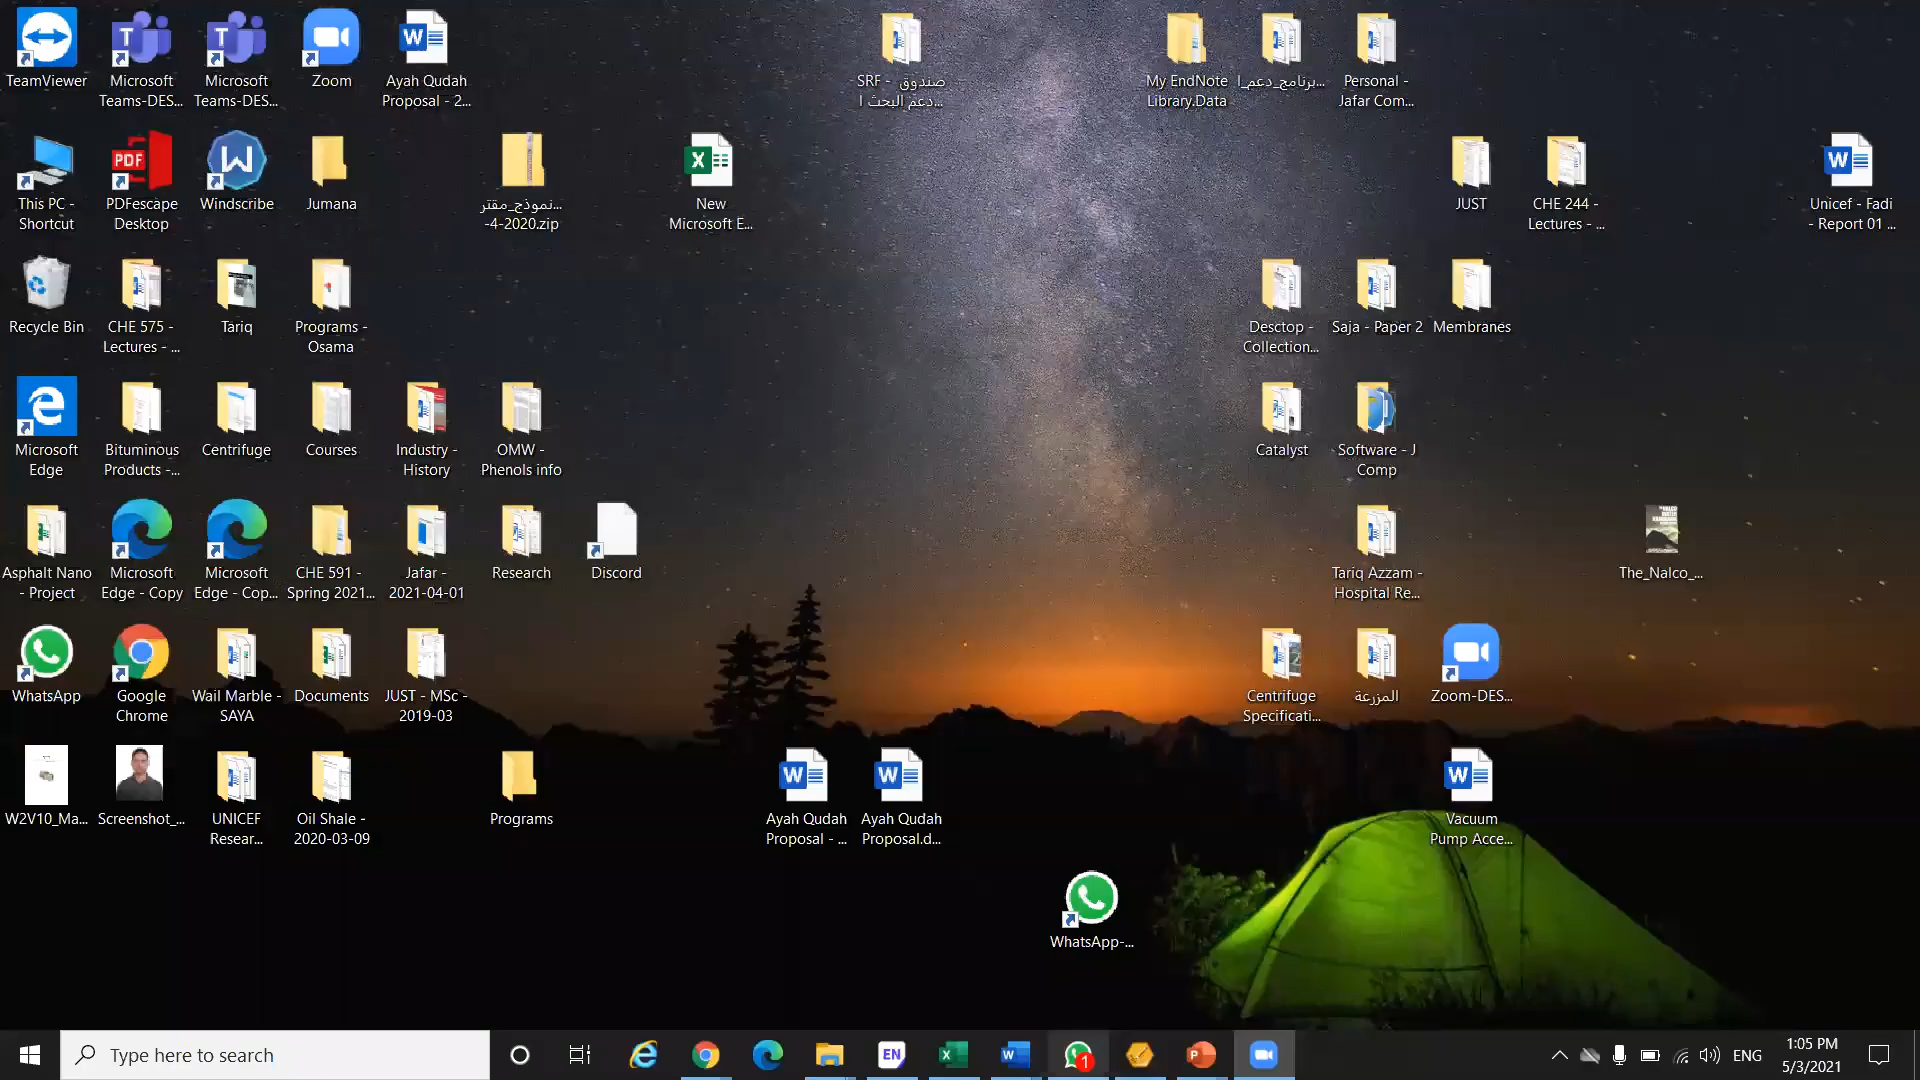 TeamViewer
Microsoft
Teams-DES...
Microsoft
Teams-DES...
Zoom
Ayah Qudah
Proposal - 2...
SRF - صندوق
دعم البحث ا...
My EndNote
Library.Data
برنامج_دعم_ا...
Personal -
Jafar Com...
This PC -
Shortcut
PDF
PDFescape
Desktop
Windscribe
Jumana
نموذج_مقتر...
-4-2020.zip
New
Microsoft E...
JUST
CHE 244 -
Lectures - ...
Unicef - Fadi
- Report 01 ...
Recycle Bin
CHE 575 -
Lectures - ...
Tariq
Programs -
Osama
Desctop -
Collection...
Saja - Paper 2
Membranes
Microsoft
Edge
Bituminous
Products -...
Centrifuge
Courses
Industry -
History
OMW -
Phenols info
Catalyst
Software - J
Comp
Asphalt Nano
- Project
Microsoft
Edge - Copy
Microsoft
Edge - Cop...
CHE 591 -
Spring 2021...
Jafar -
2021-04-01
Research
Discord
Tariq Azzam -
Hospital Re...
The_Nalco_...
WhatsApp
Google
Chrome
Wail Marble -
SAYA
Documents
JUST - MSc -
2019-03
Centrifuge
Specificati...
المزرعة
Zoom-DES...
W2V10_Ma...
Screenshot_...
UNICEF
Resear...
Oil Shale -
2020-03-09
Programs
Ayah Qudah
Proposal - ...
Ayah Qudah
Proposal.d...
Vacuum
Pump Acce...
WhatsApp-...
Type here to search
EN
1
ENG
1:05 PM
5/3/2021